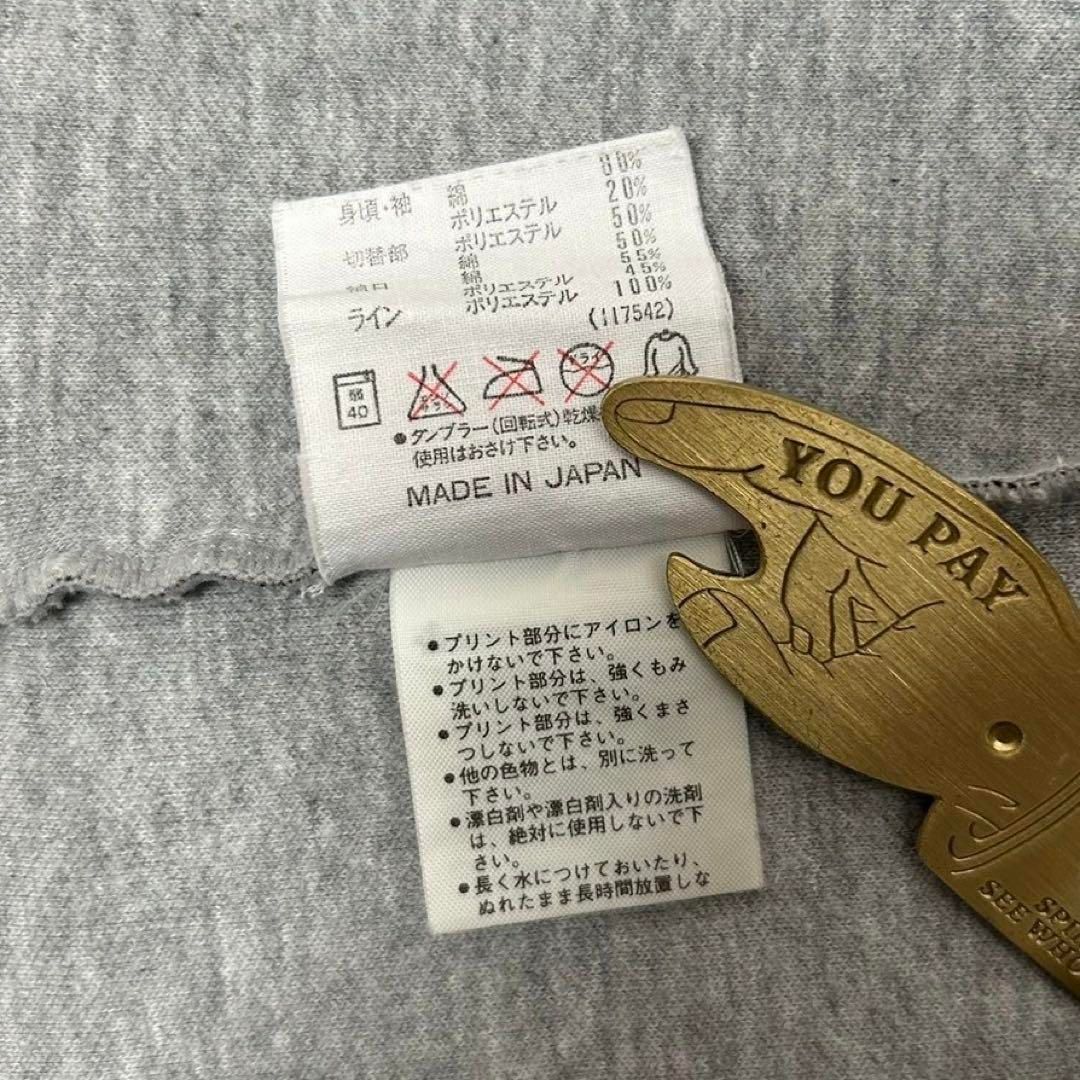 身頃・袖 綿 80%
ポリエステル 20%
切替部 ポリエステル 50%
綿 50%
綿 55%
ポリエステル 45%
ライン ポリエステル 100%
(117542)
弱
40
ドライ
●タンブラー(回転式)乾燥
使用はおさけ下さい。
MADE IN JAPAN
●プリント部分にアイロンを
かけないで下さい。
●プリント部分は、強くもみ
洗いしないで下さい。
●プリント部分は、強くまさ
つしないで下さい。
●他の色物とは、別に洗って
下さい。
●漂白剤や漂白剤入りの洗剤
は、絶対に使用しないで下
さい。
●長く水につけておいたり、
ぬれたまま長時間放置しな
YOU PAY
SEE WHO